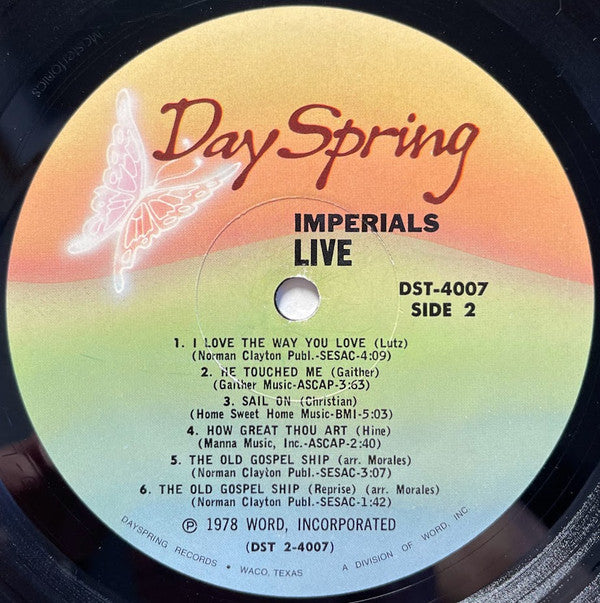 MASTERFONICS
DaySpring
IMPERIALS
LIVE
DST-4007
SIDE 2
1. I LOVE THE WAY YOU LOVE (Lutz)
(Norman Clayton Publ.-SESAC-4:09)
2. HE TOUCHED ME (Gaither)
(Gaither Music-ASCAP-3:63)
3. SAIL ON (Christian)
(Home Sweet Home Music-BMI-5:03)
4. HOW GREAT THOU ART (Hine)
(Manna Music, Inc.-ASCAP-2:40)
5. THE OLD GOSPEL SHIP (arr. Morales)
(Norman Clayton Publ.-SESAC-3:07)
6. THE OLD GOSPEL SHIP (Reprise) (arr. Morales)
(Norman Clayton Publ.-SESAC-1:42)
℗ 1978 WORD, INCORPORATED
(DST 2-4007)
DAYSPRING RECORDS • WACO, TEXAS • A DIVISION OF WORD, INC.